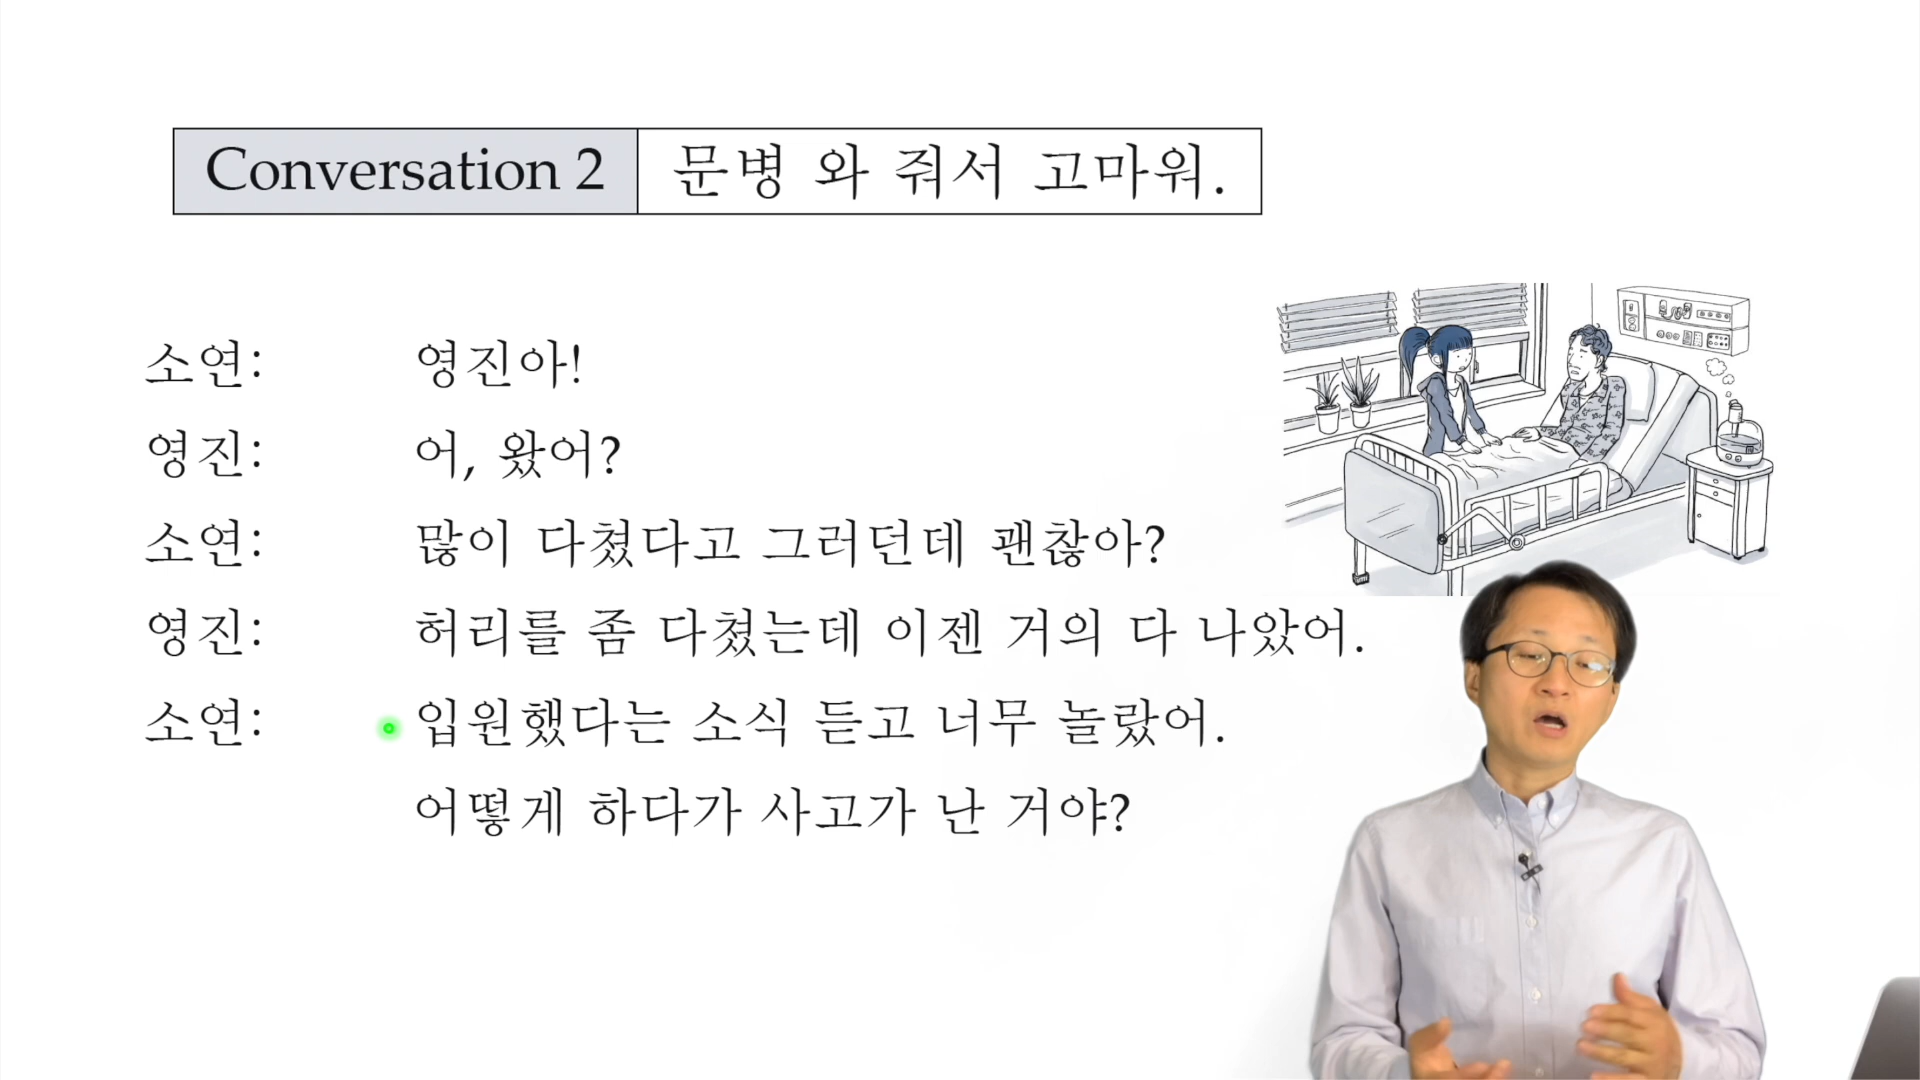 Conversation 2 문병 와 줘서 고마워.
소연: 영진아!
영진: 어, 왔어?
소연: 많이 다쳤다고 그러던데 괜찮아?
영진: 허리를 좀 다쳤는데 이젠 거의 다 나았어.
소연: 입원했다는 소식 듣고 너무 놀랐어.
어떻게 하다가 사고가 난 거야?